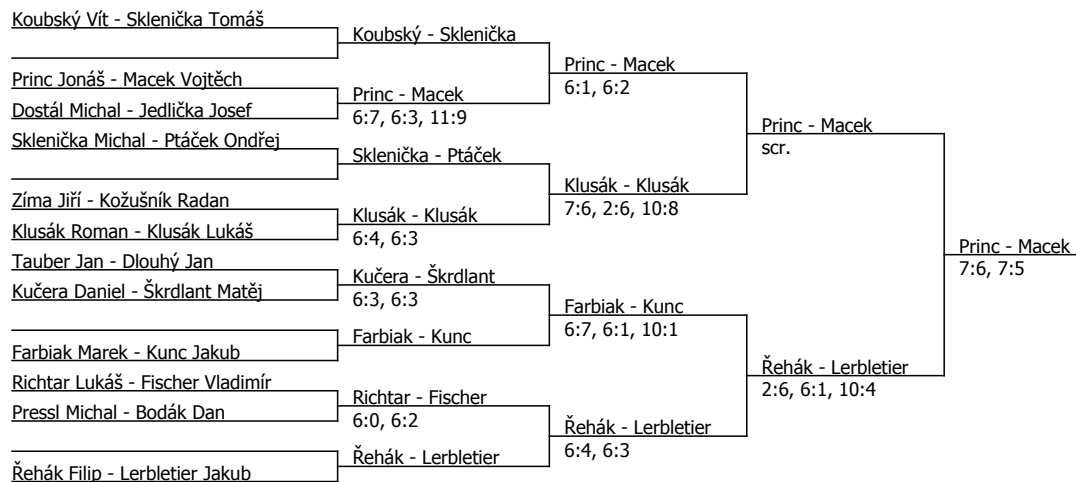 Koubský Vít - Sklenička Tomáš
Princ Jonáš - Macek Vojtěch
Dostál Michal - Jedlička Josef
Sklenička Michal - Ptáček Ondřej
Zíma Jiří - Kožušník Radan
Klusák Roman - Klusák Lukáš
Tauber Jan - Dlouhý Jan
Kučera Daniel - Škrdlant Matěj
Farbiak Marek - Kunc Jakub
Richtar Lukáš - Fischer Vladimír
Pressl Michal - Bodák Dan
Řehák Filip - Lerbletier Jakub
Koubský - Sklenička
Princ - Macek
6:7, 6:3, 11:9
Sklenička - Ptáček
Klusák - Klusák
6:4, 6:3
Kučera - Škrdlant
6:3, 6:3
Farbiak - Kunc
Richtar - Fischer
6:0, 6:2
Řehák - Lerbletier
Princ - Macek
6:1, 6:2
Klusák - Klusák
7:6, 2:6, 10:8
Farbiak - Kunc
6:7, 6:1, 10:1
Řehák - Lerbletier
6:4, 6:3
Princ - Macek
scr.
Řehák - Lerbletier
2:6, 6:1, 10:4
Princ - Macek
7:6, 7:5